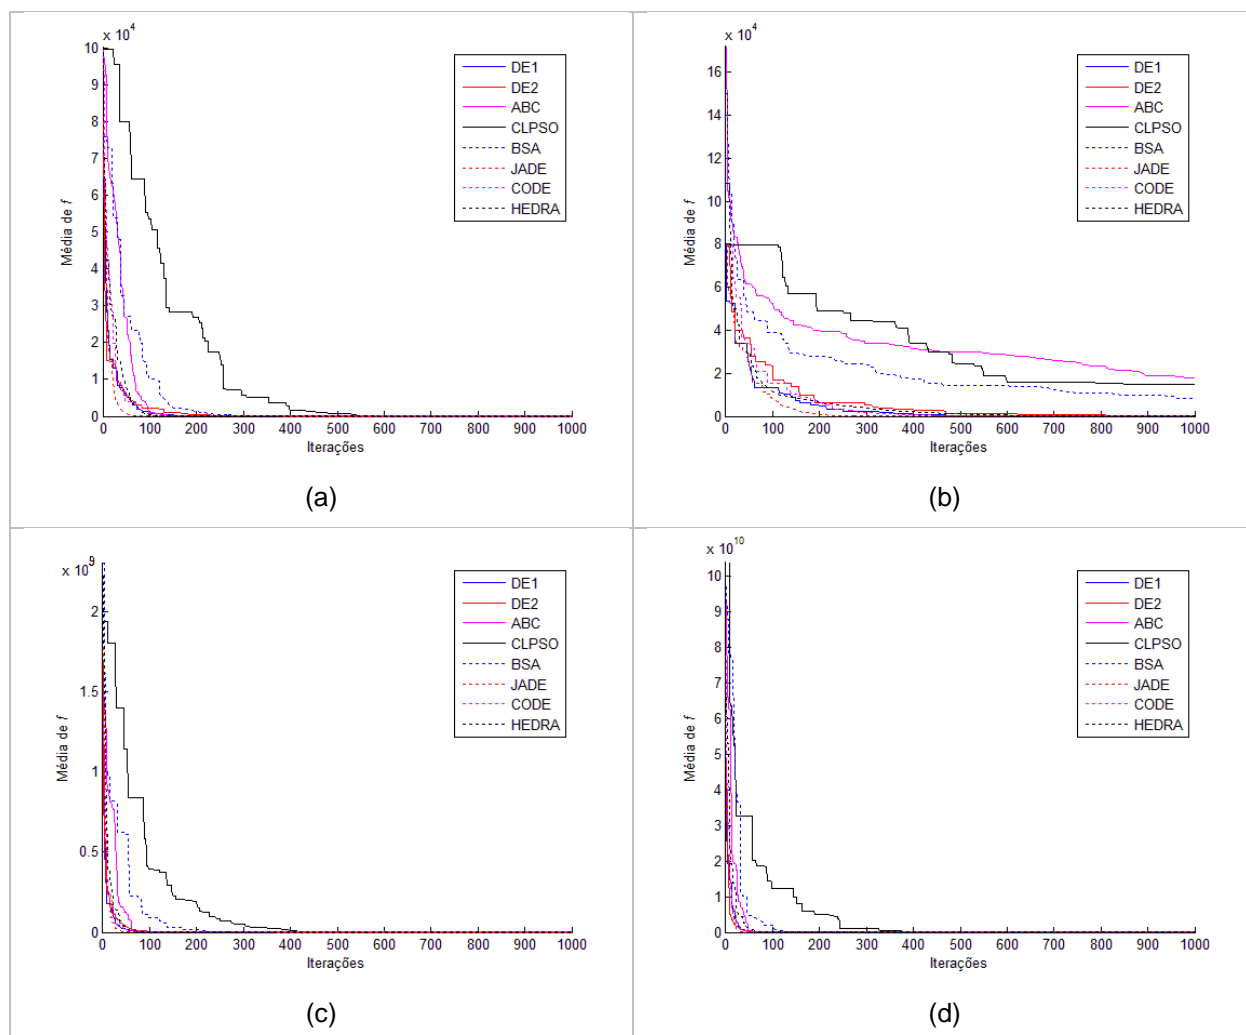 x 10^4
10
9
8
7
6
5
4
3
2
1
0
Média de f
0 100 200 300 400 500 600 700 800 900 1000
Iterações
DE1
DE2
ABC
CLPSO
BSA
JADE
CODE
HEDRA
(a)
x 10^4
16
14
12
10
8
6
4
2
0
Média de f
0 100 200 300 400 500 600 700 800 900 1000
Iterações
DE1
DE2
ABC
CLPSO
BSA
JADE
CODE
HEDRA
(b)
x 10^9
2
1.5
1
0.5
0
Média de f
0 100 200 300 400 500 600 700 800 900 1000
Iterações
DE1
DE2
ABC
CLPSO
BSA
JADE
CODE
HEDRA
(c)
x 10^10
10
9
8
7
6
5
4
3
2
1
0
Média de f
0 100 200 300 400 500 600 700 800 900 1000
Iterações
DE1
DE2
ABC
CLPSO
BSA
JADE
CODE
HEDRA
(d)